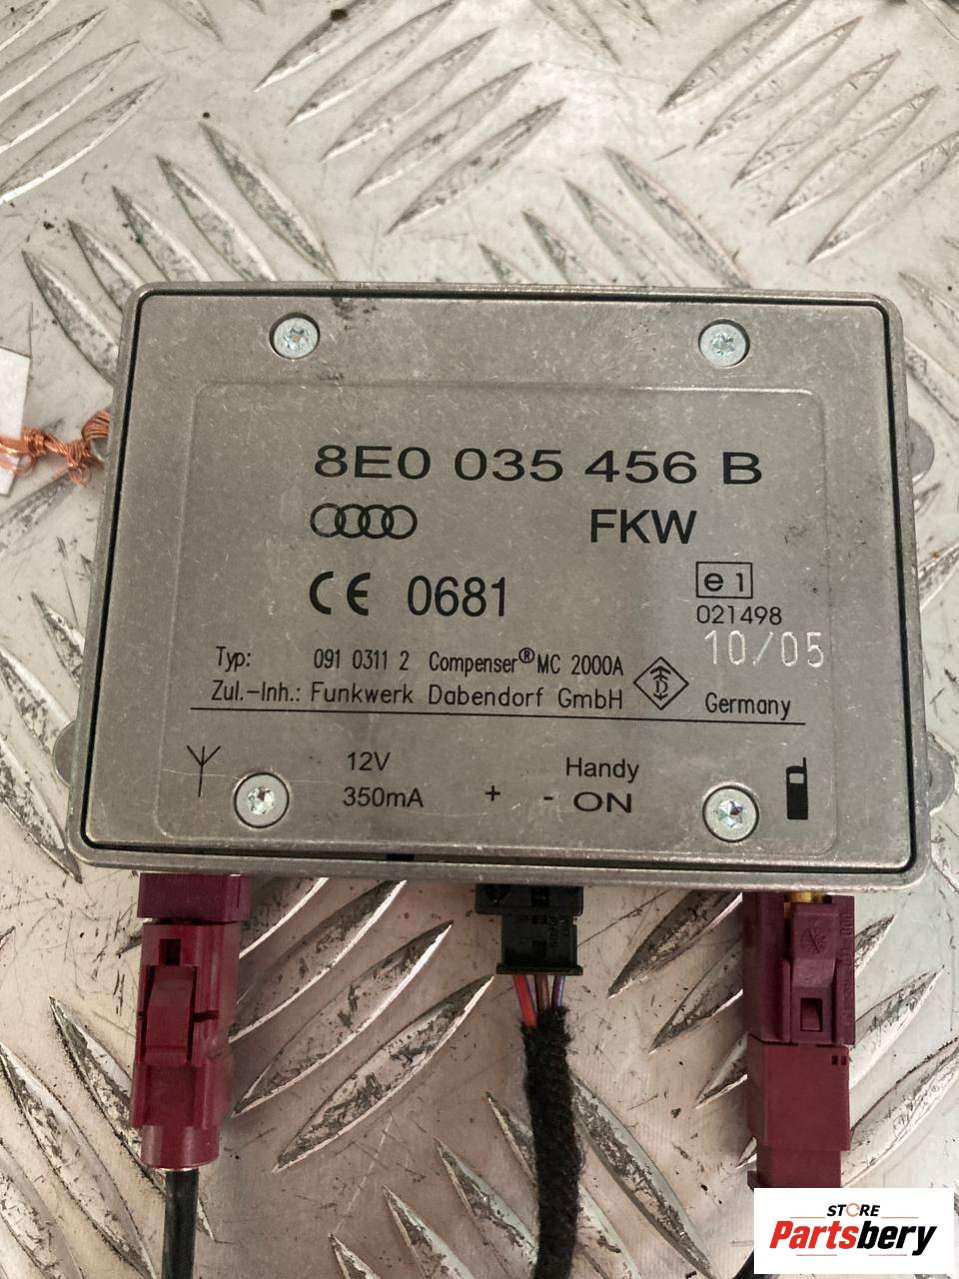 8E0 035 456 B
FKW
CE 0681
e 1
021498
10/05
Typ: 091 0311 2 Compenser® MC 2000A
Zul.-Inh.: Funkwerk Dabendorf GmbH
Germany
12V
350mA
+ -
Handy
ON
STORE
Partsbery